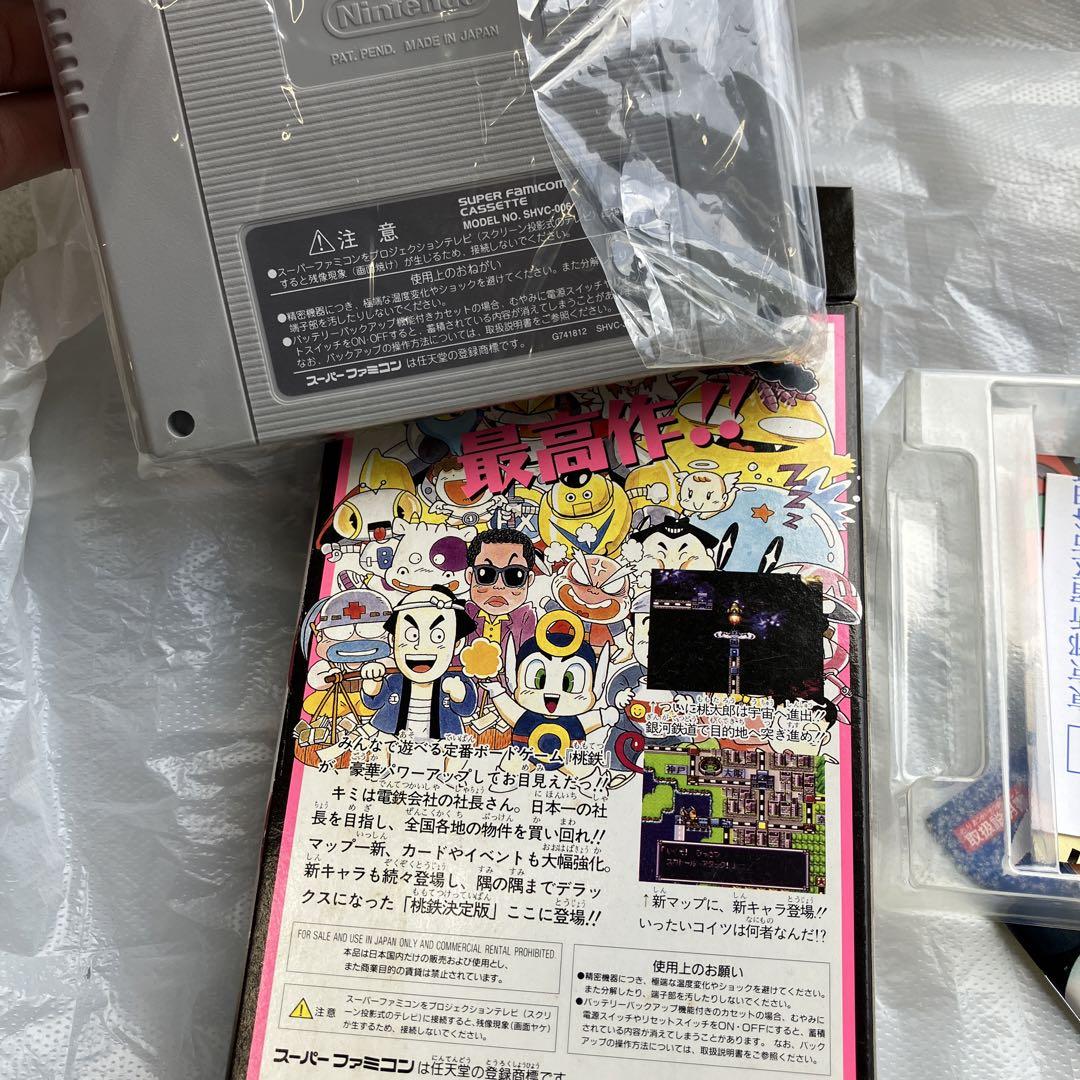 Nintendo
PAT. PEND. MADE IN JAPAN
SUPER FAMICOM
CASSETTE
MODEL NO. SHVC-006
⚠注意
●スーパーファミコンをプロジェクションテレビ(スクリーン投影式のテレビ)に接
すると残像現象(画面焼け)が生じるため、接続しないでください。
使用上のおねがい
●精密機器につき、極端な温度変化やショックを避けてください。また分解
端子部を汚したりしないでください。
●バッテリーバックアップ機能付きカセットの場合、むやみに電源スイッチや
トスイッチをON・OFFすると、蓄積されている内容が消えてしまうことがあ
なお、バックアップの操作方法については、取扱説明書をご参照ください。
G741812 SHVC-
スーパーファミコンは任天堂の登録商標です。
最高作!!
ZZZ
ついに桃太郎は宇宙へ進出!!
銀河鉄道で目的地へ突き進め!!
神戸
大阪
みんなで遊べる定番ボードゲーム「桃鉄」
が、豪華パワーアップしてお目見えだっ!!
キミは電鉄会社の社長さん。日本一の社
長を目指し、全国各地の物件を買い回れ!!
マップ一新、カードやイベントも大幅強化。
新キャラも続々登場し、隅の隅までデラッ
クスになった「桃鉄決定版」ここに登場!!
↑新マップに、新キャラ登場!!
いったいコイツは何者なんだ!?
FOR SALE AND USE IN JAPAN ONLY AND COMMERCIAL RENTAL PROHIBITED.
本品は日本国内だけの販売および使用とし、
また商業目的の賃貸は禁止されています。
⚠注意
スーパーファミコンをプロジェクションテレビ(スクリ
ーン投影式のテレビ)に接続すると、残像現象(画面ヤケ)
が生ずるため、接続しないでください。
使用上のお願い
●精密機器につき、極端な温度変化やショックを避けてください。
また分解したり、端子部を汚したりしないでください。
●バッテリーバックアップ機能付きのカセットの場合、むやみに
電源スイッチやリセットスイッチをON・OFFにすると、蓄積
されている内容が消えてしまうことがあります。なお、バック
アップの操作方法については、取扱説明書をご参照ください。
スーパーファミコンは任天堂の登録商標です
取扱説